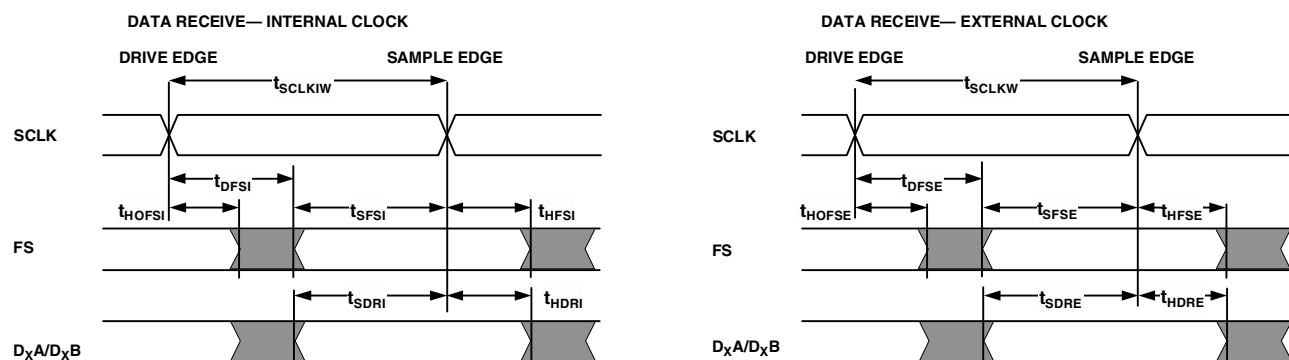 DATA RECEIVE— INTERNAL CLOCK
DRIVE EDGE
SAMPLE EDGE
tSCLKIW
SCLK
tDFSI
tHOFSI
tSFSI
tHFSI
FS
tSDRI
tHDRI
DXA/DXB
DATA RECEIVE— EXTERNAL CLOCK
DRIVE EDGE
SAMPLE EDGE
tSCLKW
SCLK
tDFSE
tHOFSE
tSFSE
tHFSE
FS
tSDRE
tHDRE
DXA/DXB